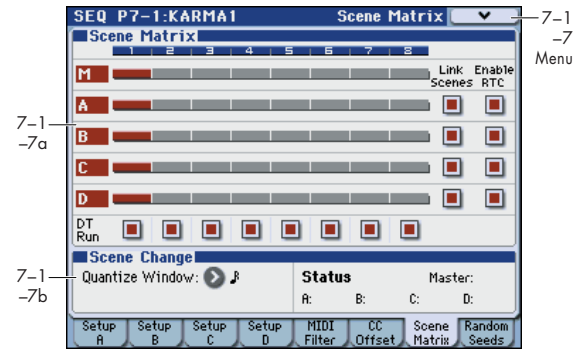 SEQ P7-1:KARMA1 Scene Matrix
7–1
–7
Menu
Scene Matrix
1 2 3 4 5 6 7 8
M Link Scenes Enable RTC
A
7–1
–7a
B
C
D
DT Run
Scene Change
7–1
–7b
Quantize Window: Status Master:
A: B: C: D:
Setup A Setup B Setup C Setup D MIDI Filter CC Offset Scene Matrix Random Seeds